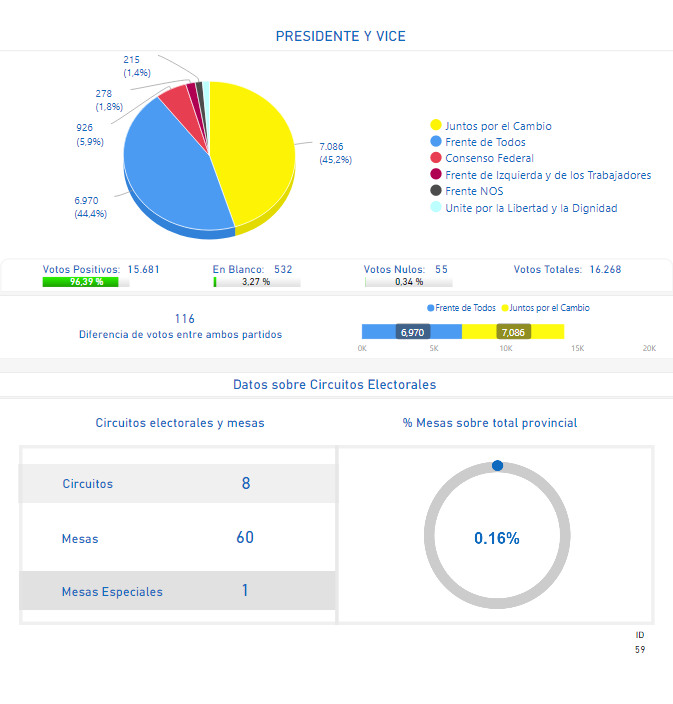 PRESIDENTE Y VICE
215
(1,4%)
278
(1,8%)
926
(5,9%)
6.970
(44,4%)
7.086
(45,2%)
Juntos por el Cambio
Frente de Todos
Consenso Federal
Frente de Izquierda y de los Trabajadores
Frente NOS
Unite por la Libertad y la Dignidad
Votos Positivos: 15.681
96,39 %
En Blanco: 532
3,27 %
Votos Nulos: 55
0,34 %
Votos Totales: 16.268
116
Diferencia de votos entre ambos partidos
Frente de Todos Juntos por el Cambio
6,970 7,086
0K 5K 10K 15K 20K
Datos sobre Circuitos Electorales
Circuitos electorales y mesas
Circuitos 8
Mesas 60
Mesas Especiales 1
% Mesas sobre total provincial
0.16%
ID
59